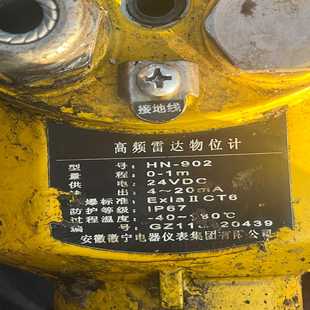 接地线
高频雷达物位计
型 号: HN-902
量 程: 0-1m
供 电: 24VDC
输 出: 4~20mA
防爆标准: ExiaⅡCT6
防护等级: IP67
过程温度: -40~
编 号:
安徽徽宁电器仪表集团有限公司